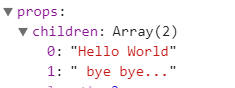 ▼props:
▼children: Array(2)
0: "Hello World"
1: " bye bye..."